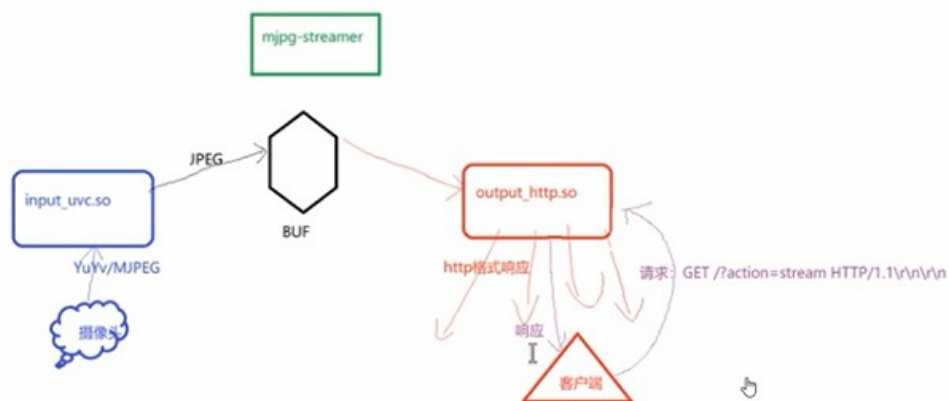 mjpg-streamer
JPEG
input_uvc.so
output_http.so
BUF
YuYv/MJPEG
http格式响应
请求: GET /?action=stream HTTP/1.1\r\n\r\n
摄像头
响应
客户端